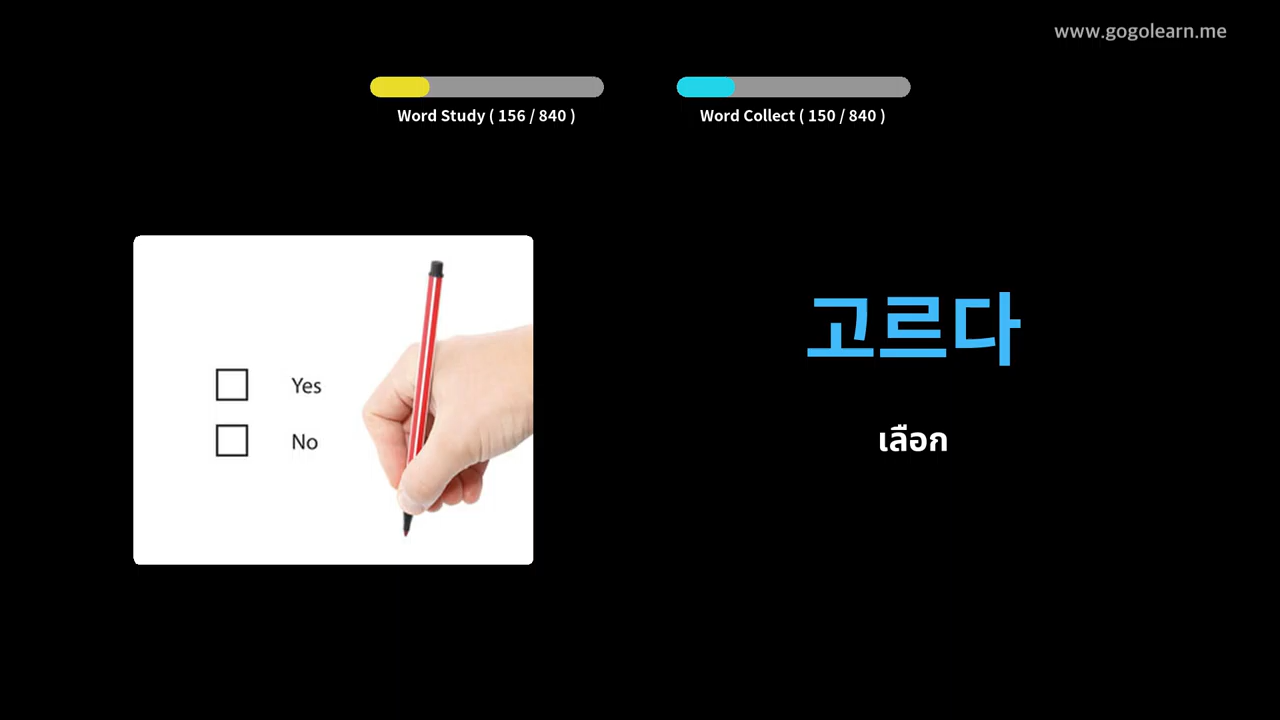 www.gogolearn.me
Word Study ( 156 / 840 )
Word Collect ( 150 / 840 )
Yes
No
고르다
เลือก